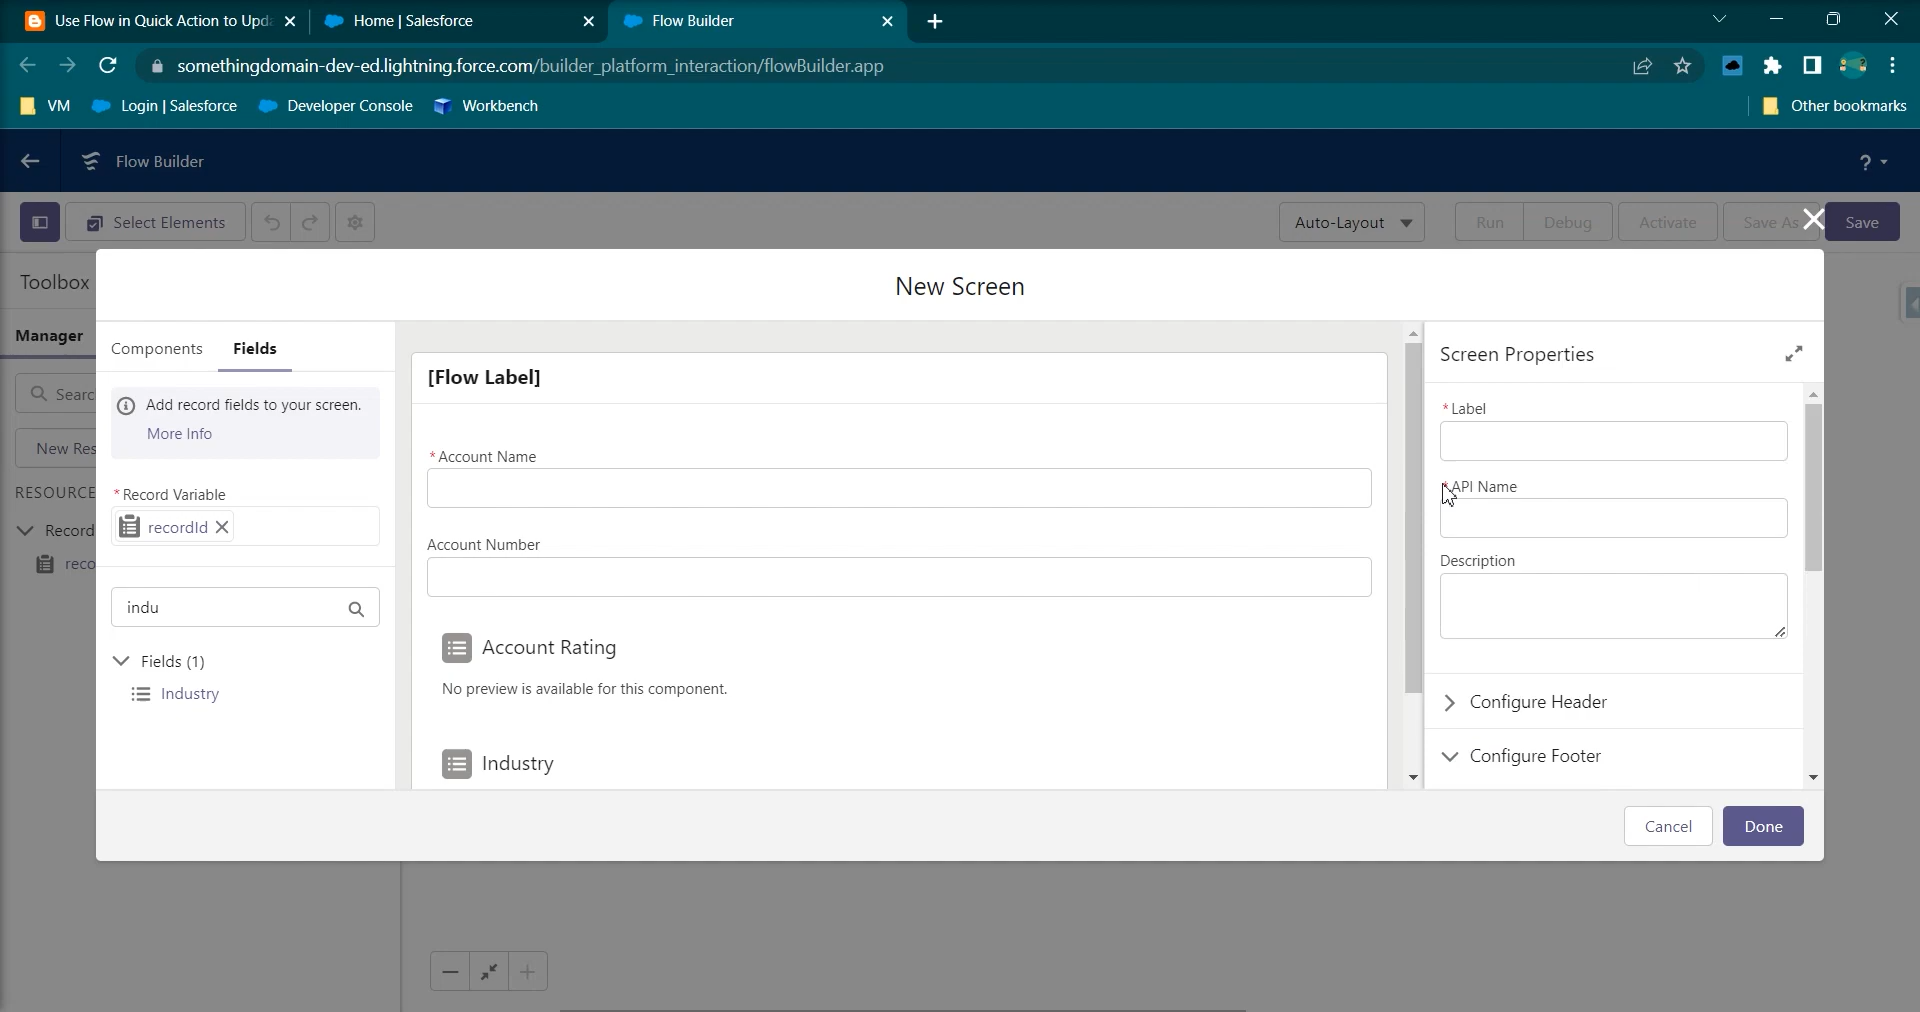 Use Flow in Quick Action to Upda
Home | Salesforce
Flow Builder
somethingdomain-dev-ed.lightning.force.com/builder_platform_interaction/flowBuilder.app
VM
Login | Salesforce
Developer Console
Workbench
Other bookmarks
Flow Builder
?
Select Elements
Auto-Layout
Run
Debug
Activate
Save As
Save
Toolbox
New Screen
Manager
Components
Fields
Screen Properties
[Flow Label]
Searc
Add record fields to your screen.
More Info
* Label
New Res
* Account Name
RESOURCE
* Record Variable
* API Name
recordId
Record
Account Number
reco
Description
indu
Account Rating
Fields (1)
No preview is available for this component.
Industry
Configure Header
Industry
Configure Footer
Cancel
Done